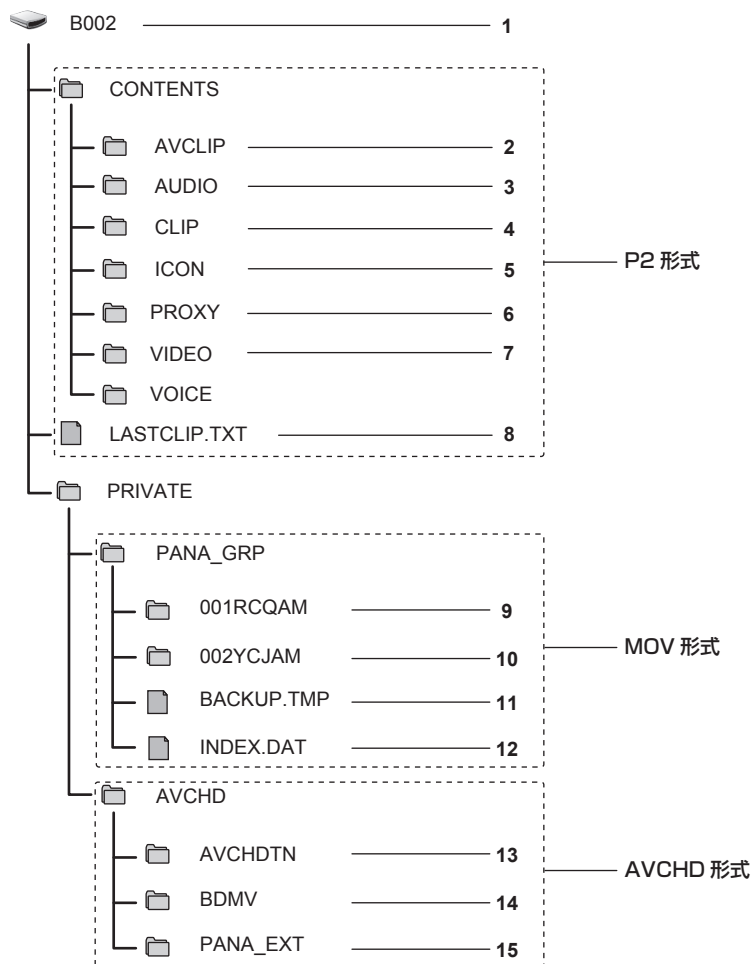 B002 1
CONTENTS
AVCLIP 2
AUDIO 3
CLIP 4
ICON 5
P2 形式
PROXY 6
VIDEO 7
VOICE
LASTCLIP.TXT 8
PRIVATE
PANA_GRP
001RCQAM 9
MOV 形式
002YCJAM 10
BACKUP.TMP 11
INDEX.DAT 12
AVCHD
AVCHDTN 13
AVCHD 形式
BDMV 14
PANA_EXT 15